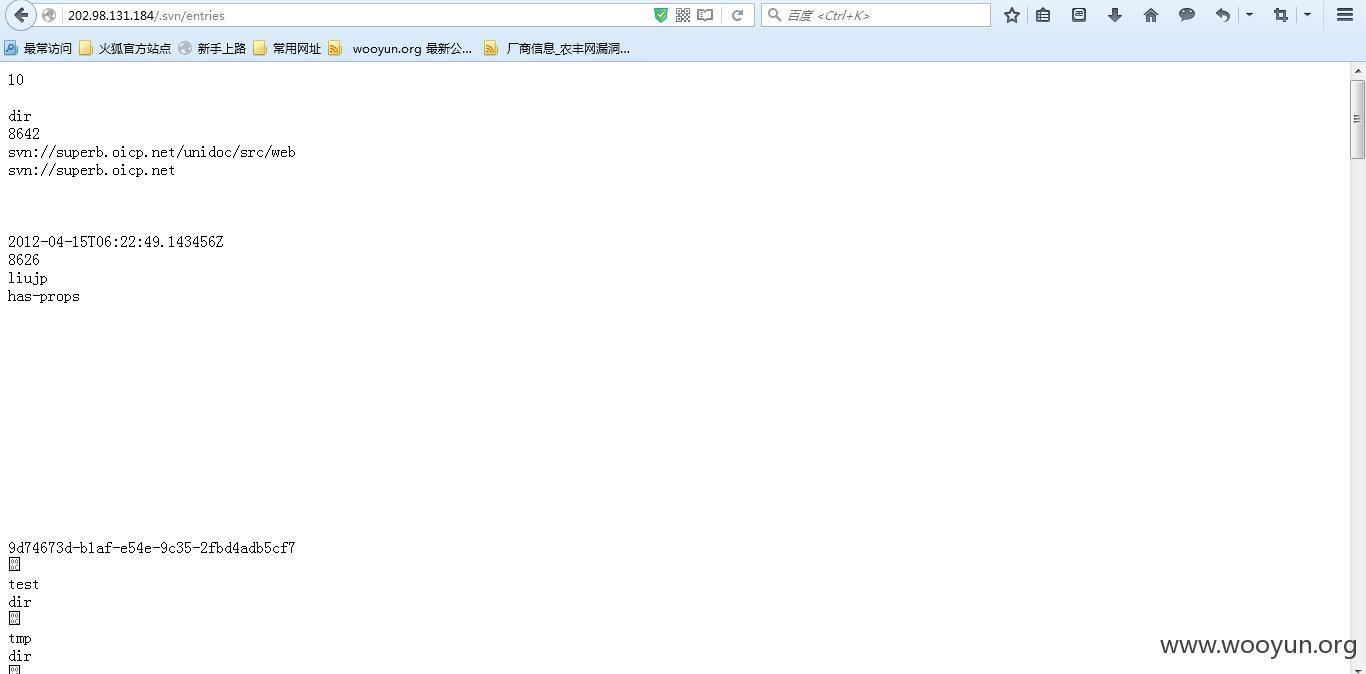 202.98.131.184/.svn/entries
百度 <Ctrl+K>
最常访问 火狐官方站点 新手上路 常用网址 wooyun.org 最新公... 厂商信息_农丰网漏洞...
10
dir
8642
svn://superb.oicp.net/unidoc/src/web
svn://superb.oicp.net
2012-04-15T06:22:49.143456Z
8626
liujp
has-props
9d74673d-b1af-e54e-9c35-2fbd4adb5cf7
test
dir
tmp
dir
www.wooyun.org